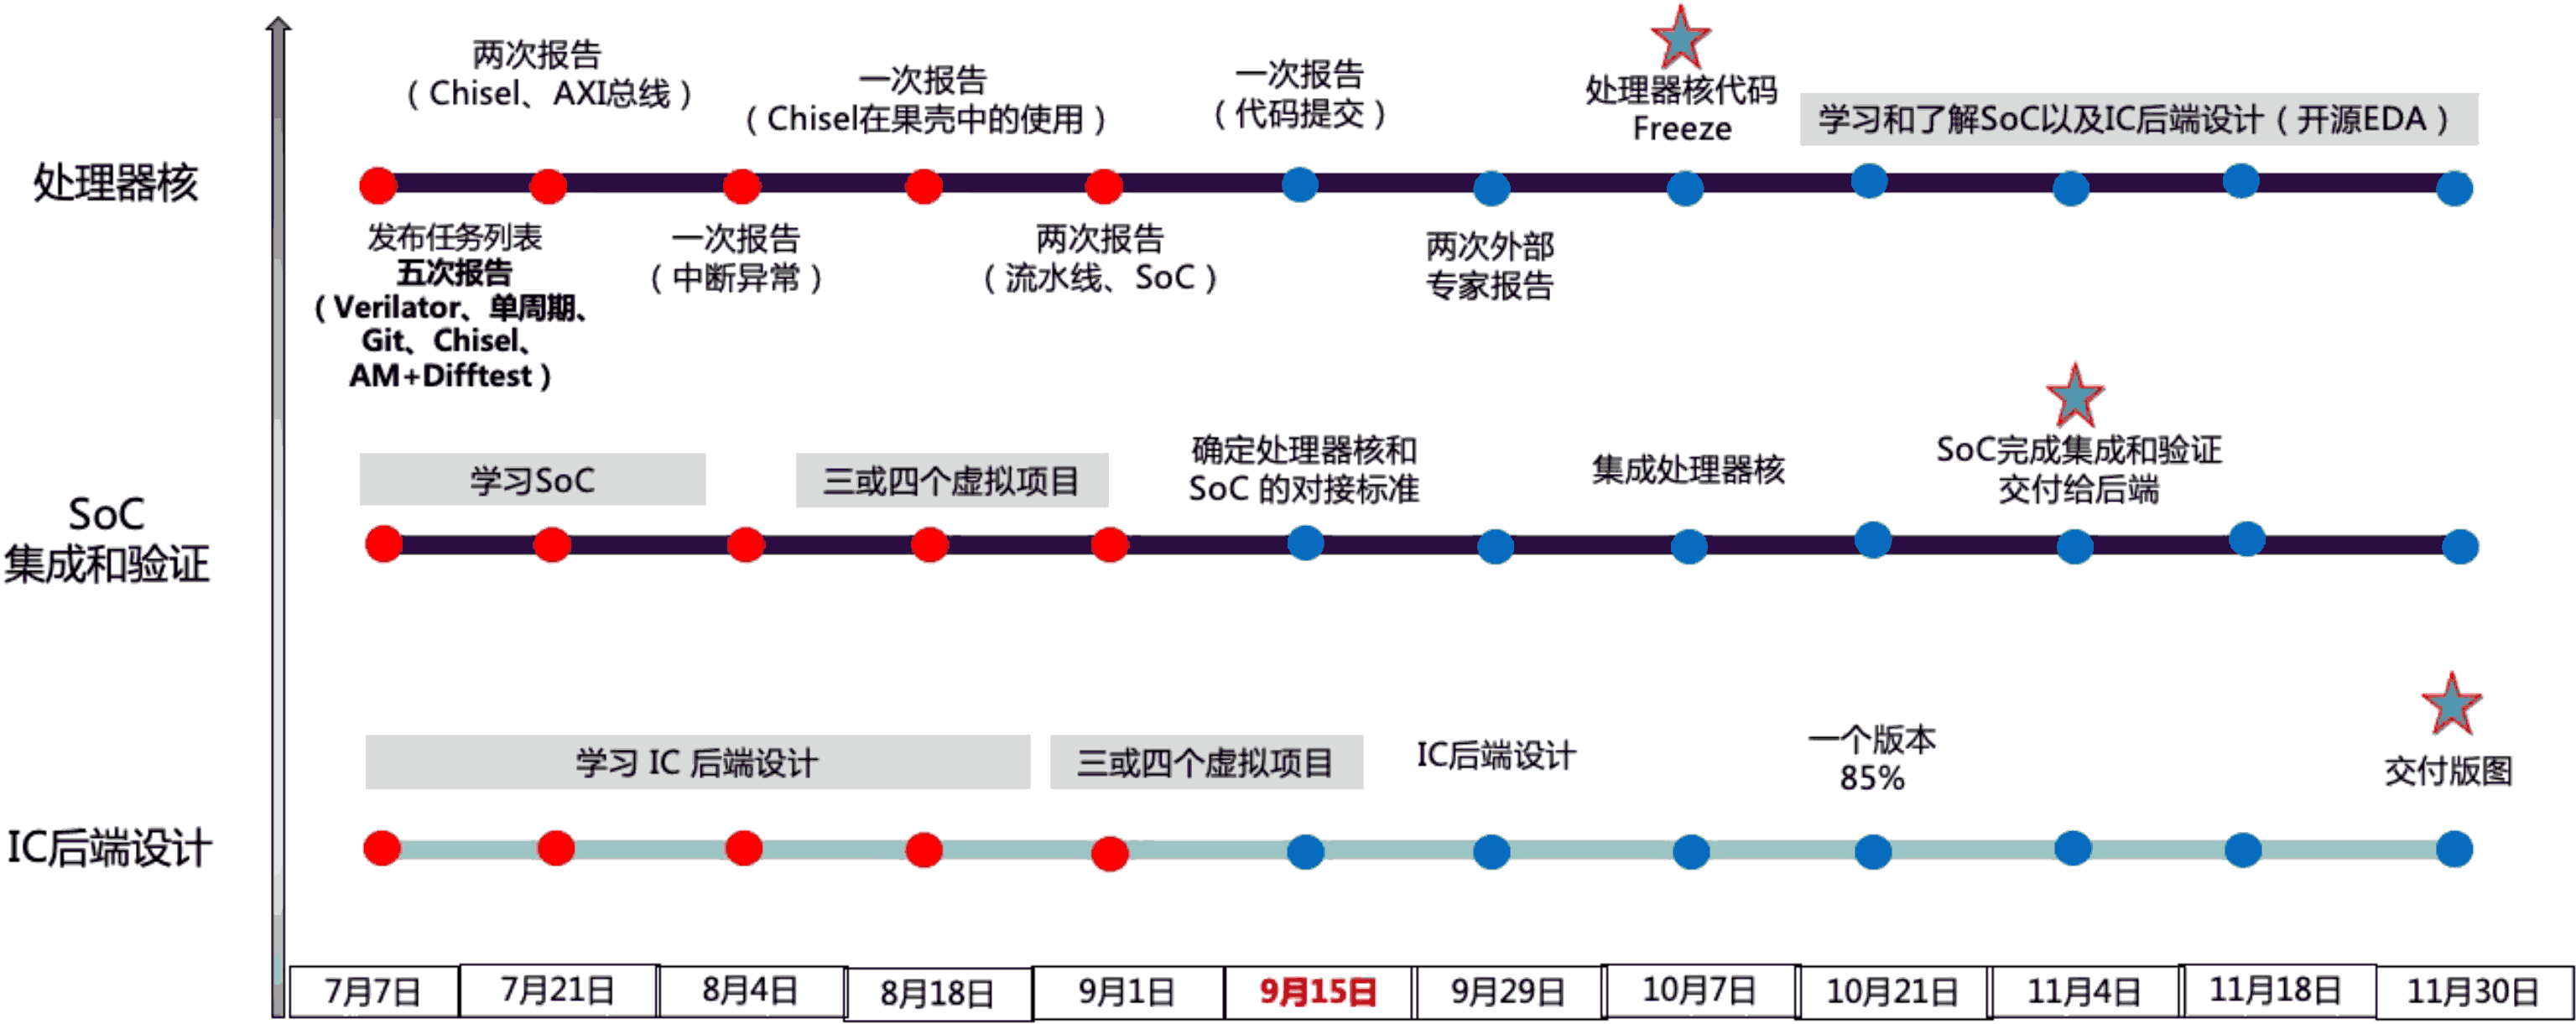 两次报告
（Chisel、AXI总线）
一次报告
（Chisel在果壳中的使用）
一次报告
（代码提交）
处理器核代码
Freeze
学习和了解SoC以及IC后端设计（开源EDA）
处理器核
发布任务列表
五次报告
（Verilator、单周期、
Git、Chisel、
AM+Difftest）
一次报告
（中断异常）
两次报告
（流水线、SoC）
两次外部
专家报告
SoC
集成和验证
学习SoC
三或四个虚拟项目
确定处理器核和
SoC 的对接标准
集成处理器核
SoC完成集成和验证
交付给后端
IC后端设计
学习 IC 后端设计
三或四个虚拟项目
IC后端设计
一个版本
85%
交付版图
7月7日
7月21日
8月4日
8月18日
9月1日
9月15日
9月29日
10月7日
10月21日
11月4日
11月18日
11月30日